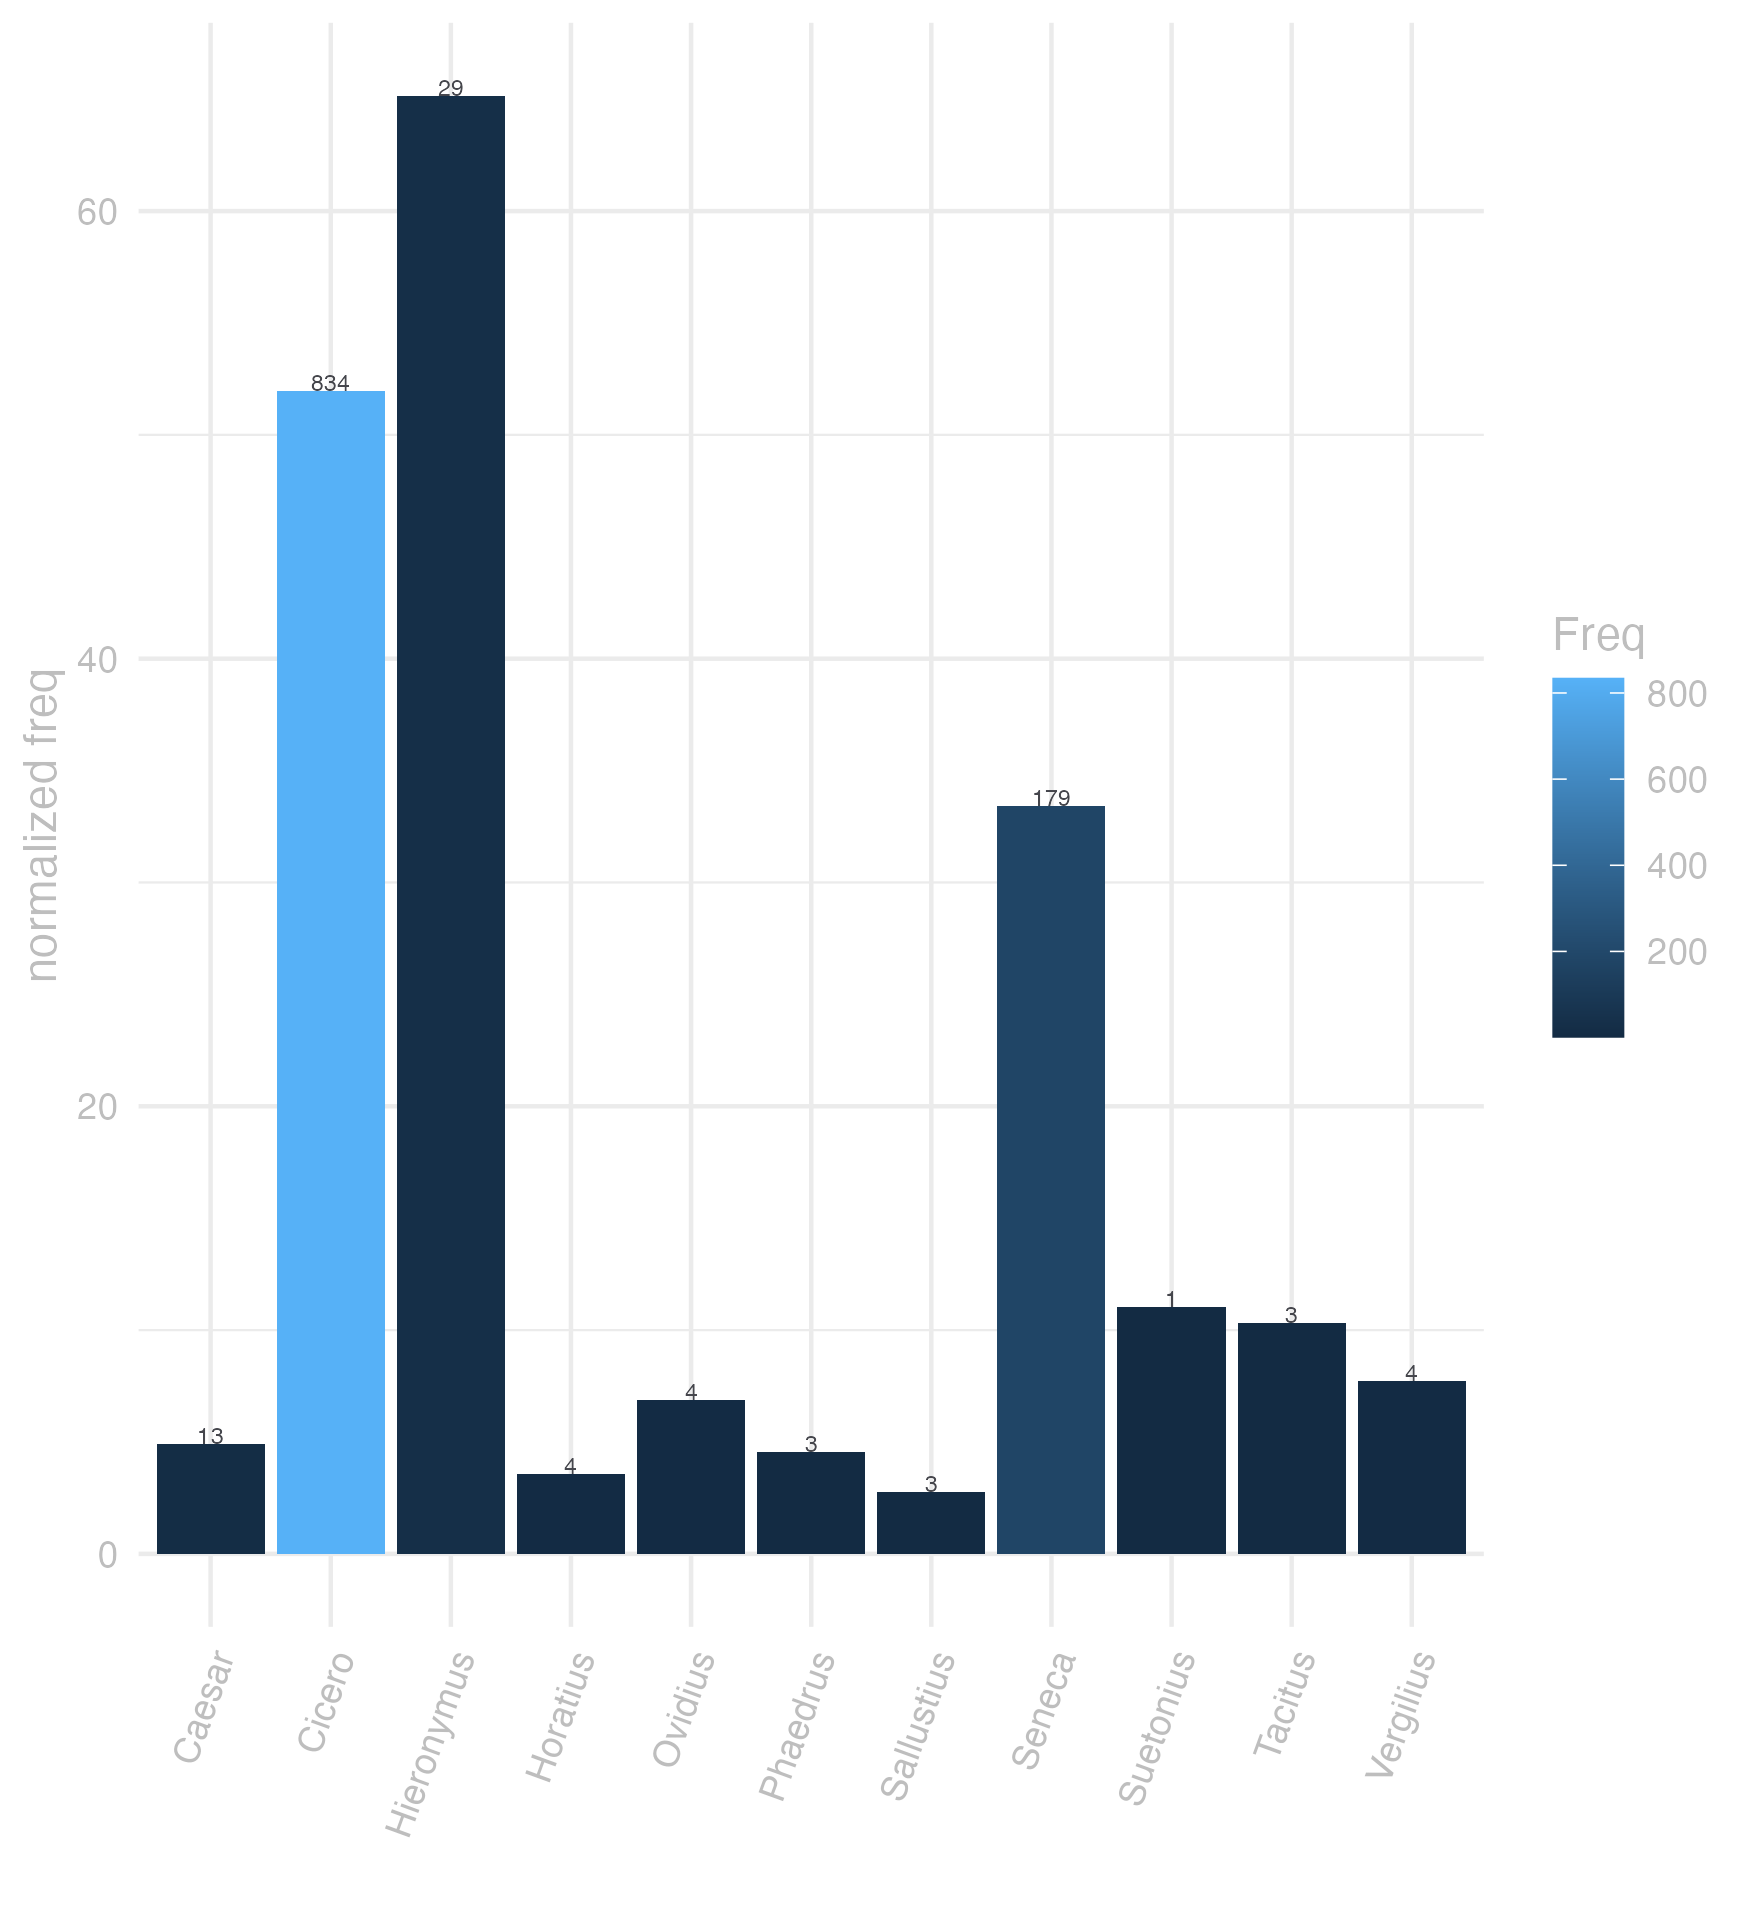 normalized freq
60
40
20
0
13
834
29
4
4
3
3
179
1
3
4
Caesar
Cicero
Hieronymus
Horatius
Ovidius
Phaedrus
Sallustius
Seneca
Suetonius
Tacitus
Vergilius
Freq
800
600
400
200